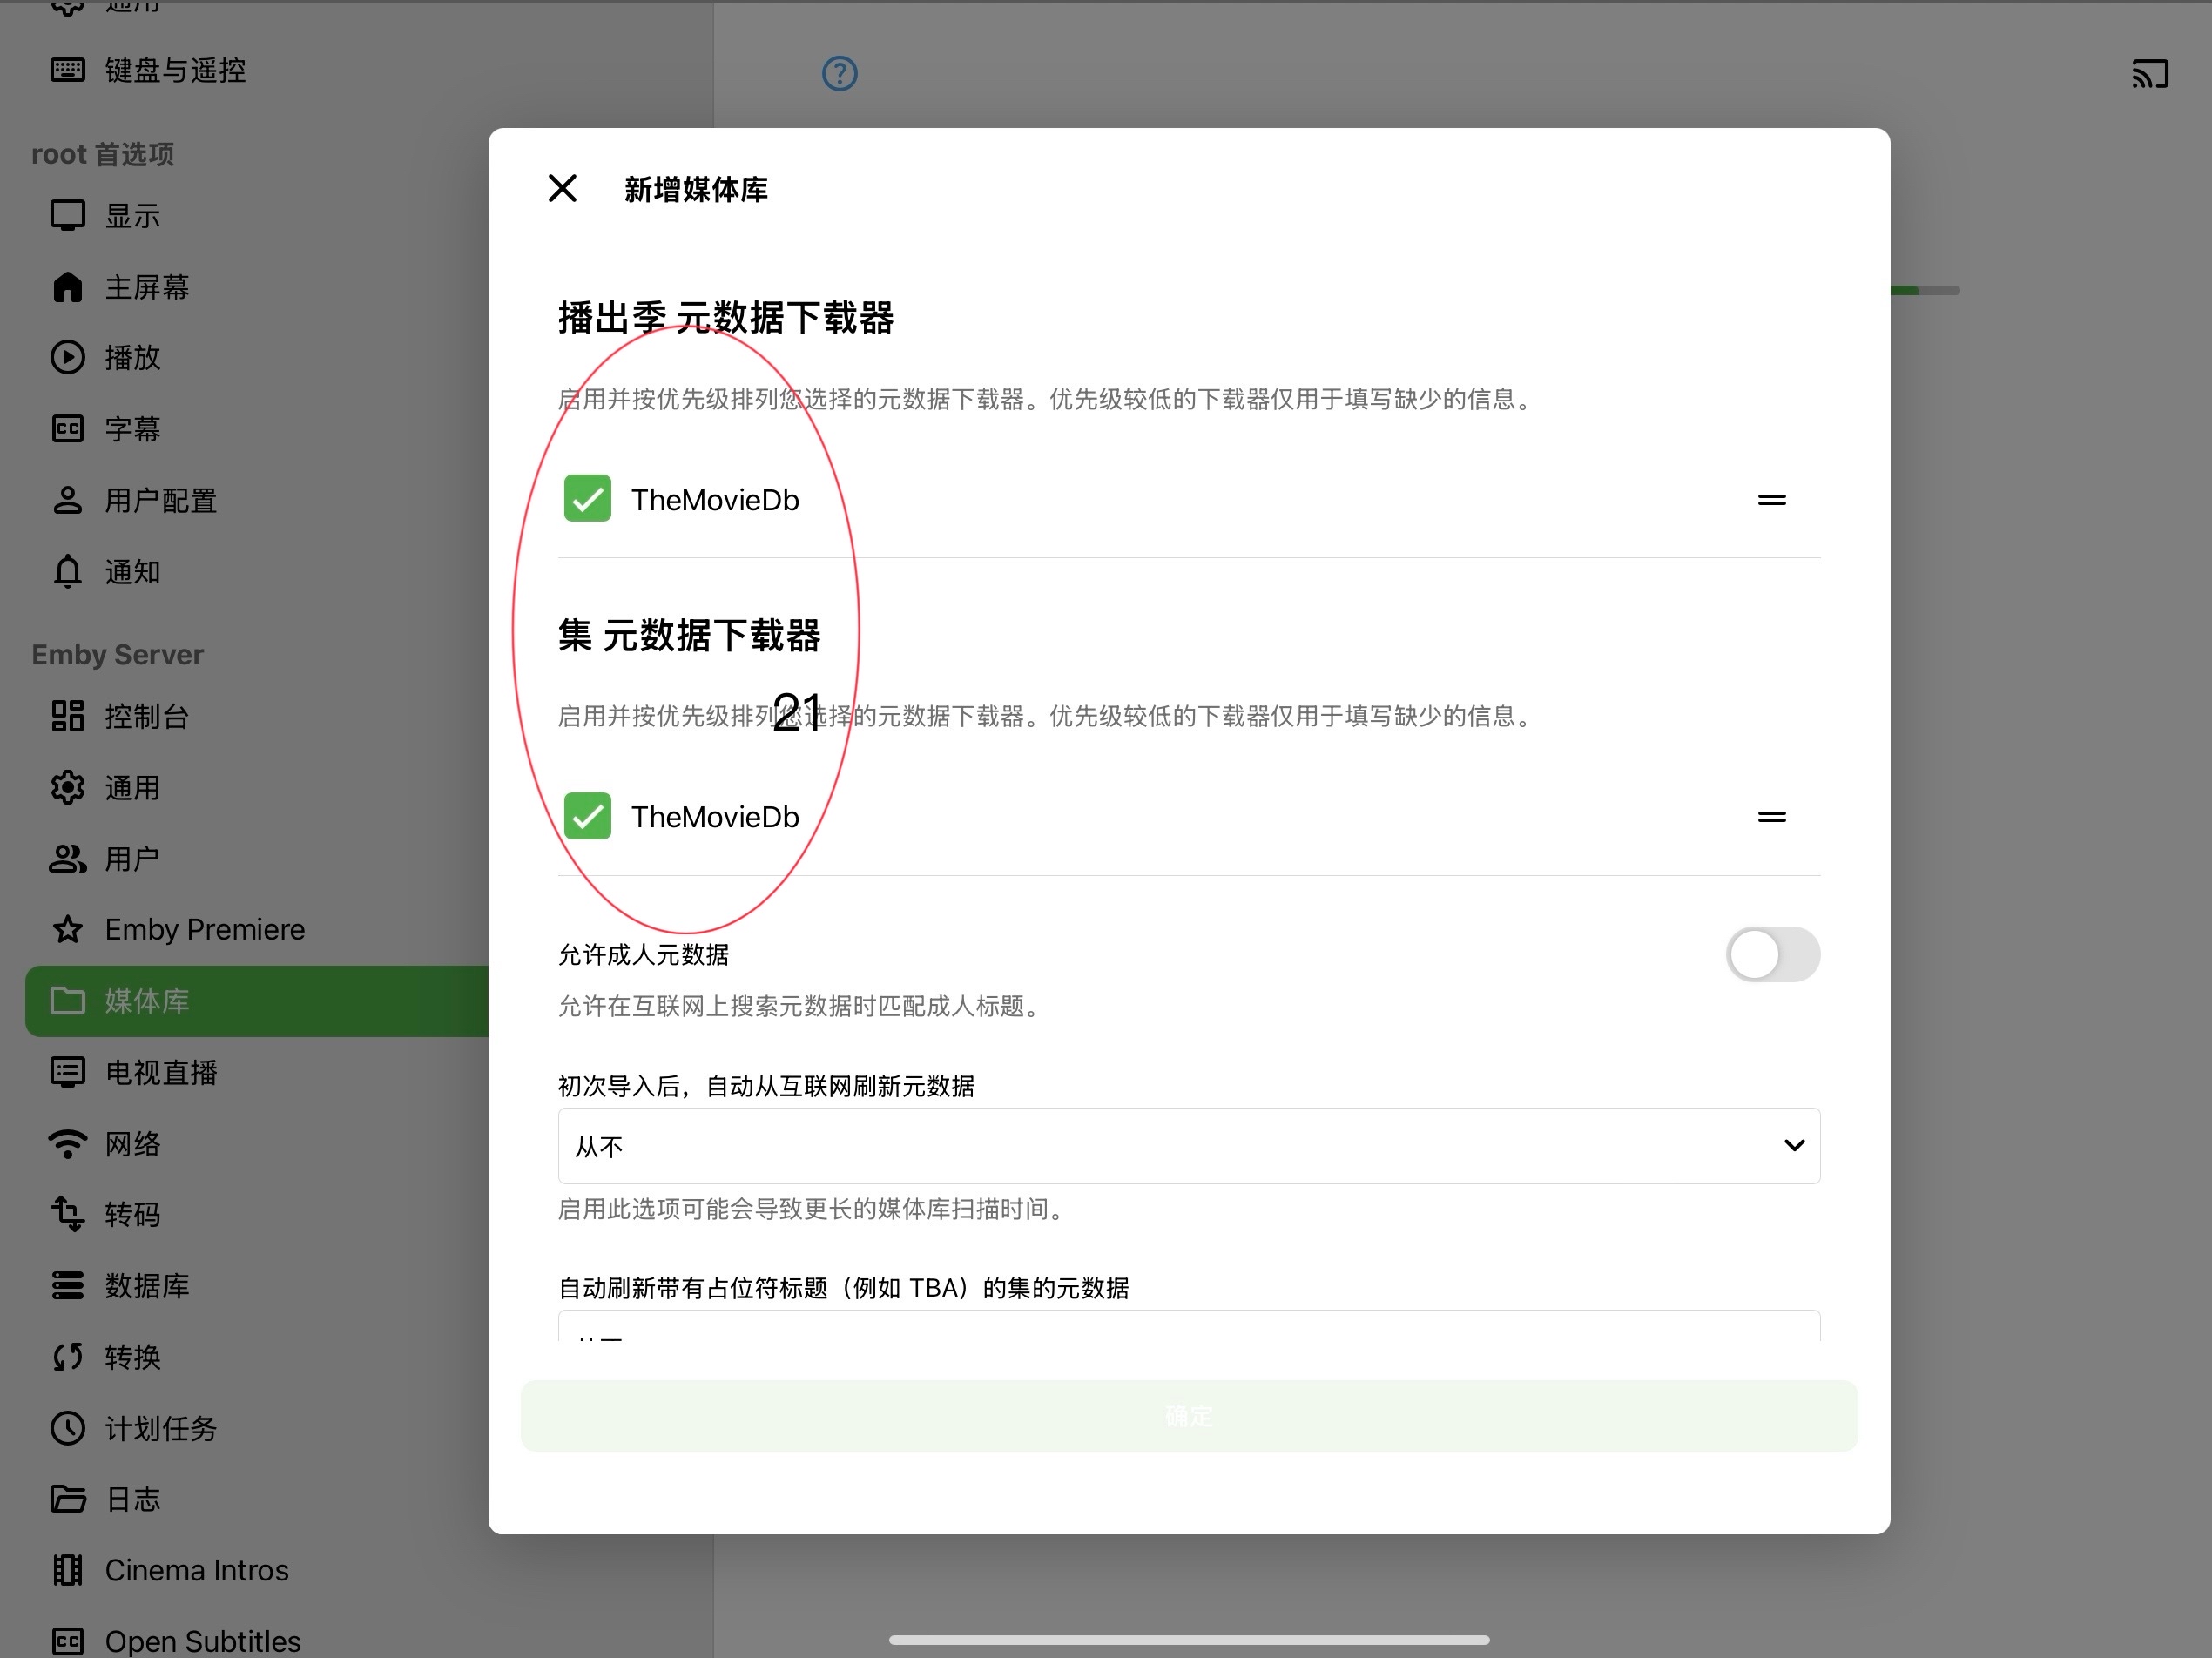 通用
键盘与遥控
root 首选项
显示
主屏幕
播放
字幕
用户配置
通知
Emby Server
控制台
通用
用户
Emby Premiere
媒体库
电视直播
网络
转码
数据库
转换
计划任务
日志
Cinema Intros
Open Subtitles
新增媒体库
播出季 元数据下载器
启用并按优先级排列您选择的元数据下载器。优先级较低的下载器仅用于填写缺少的信息。
TheMovieDb
集 元数据下载器
启用并按优先级排列您选择的元数据下载器。优先级较低的下载器仅用于填写缺少的信息。
21
TheMovieDb
允许成人元数据
允许在互联网上搜索元数据时匹配成人标题。
初次导入后，自动从互联网刷新元数据
从不
启用此选项可能会导致更长的媒体库扫描时间。
自动刷新带有占位符标题（例如 TBA）的集的元数据
确定